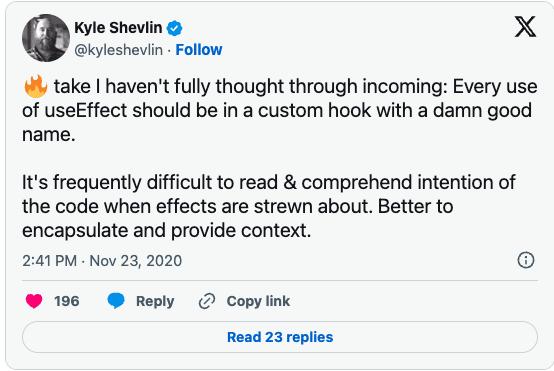 Kyle Shevlin
@kyleshevlin · Follow
🔥 take I haven't fully thought through incoming: Every use
of useEffect should be in a custom hook with a damn good
name.
It's frequently difficult to read & comprehend intention of
the code when effects are strewn about. Better to
encapsulate and provide context.
2:41 PM · Nov 23, 2020
196 Reply Copy link
Read 23 replies